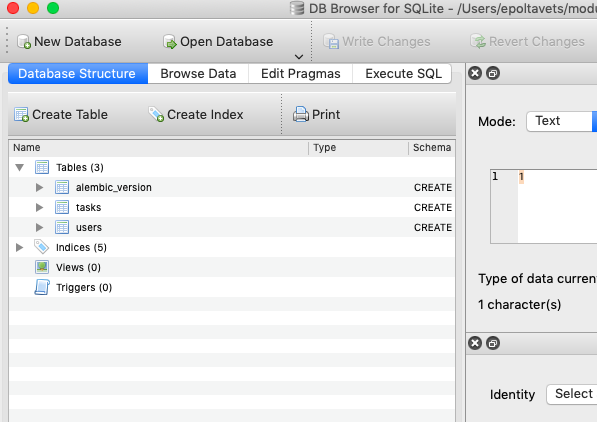 DB Browser for SQLite - /Users/epoltavets/modu
New Database
Open Database
Write Changes
Revert Changes
Database Structure
Browse Data
Edit Pragmas
Execute SQL
Create Table
Create Index
Print
Mode:
Text
Name
Type
Schema
Tables (3)
alembic_version
CREATE
tasks
CREATE
users
CREATE
Indices (5)
Views (0)
Triggers (0)
1
1
Type of data curren
1 character(s)
Identity
Select